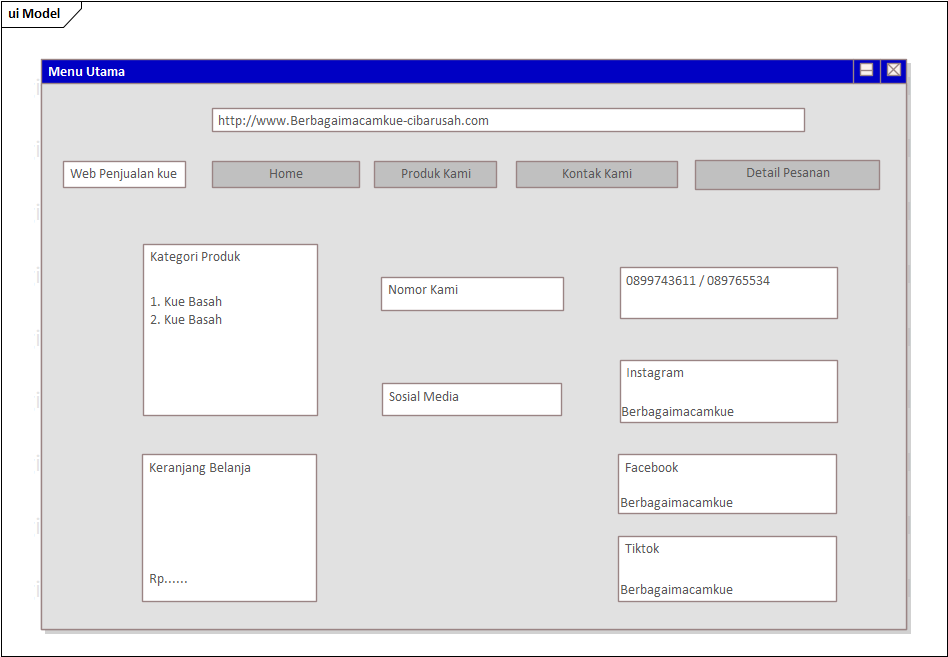 ui Model
Menu Utama
http://www.Berbagaimacamkue-cibarusah.com
Web Penjualan kue
Home
Produk Kami
Kontak Kami
Detail Pesanan
Kategori Produk
1. Kue Basah
2. Kue Basah
Nomor Kami
0899743611 / 089765534
Sosial Media
Instagram
Berbagaimacamkue
Keranjang Belanja
Rp......
Facebook
Berbagaimacamkue
Tiktok
Berbagaimacamkue